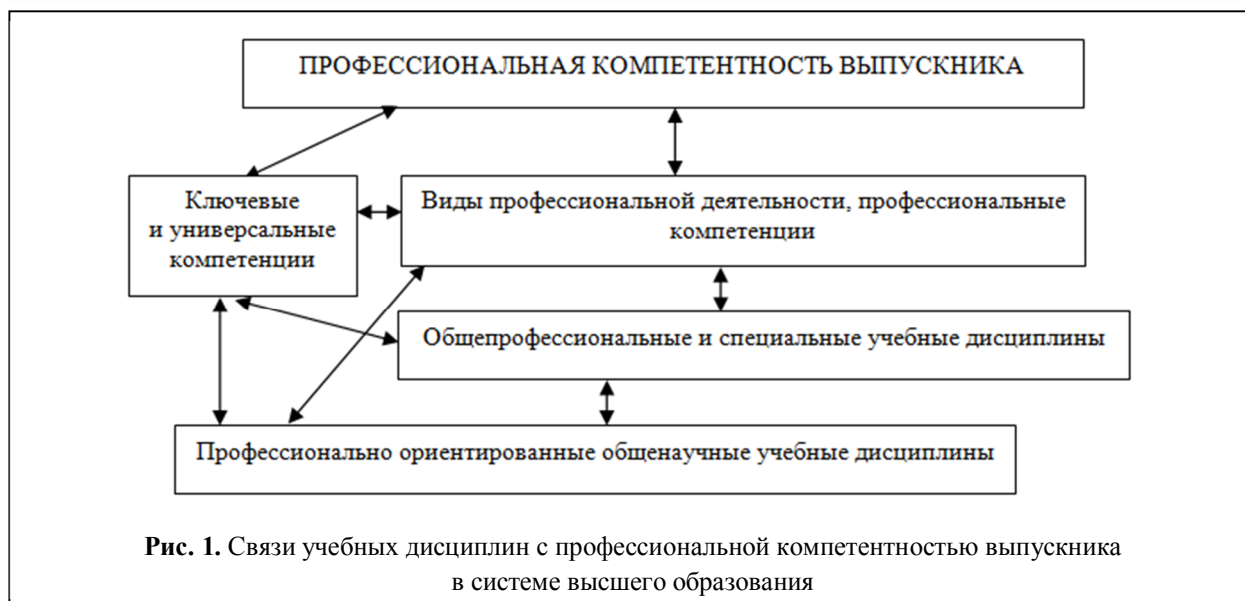 ПРОФЕССИОНАЛЬНАЯ КОМПЕТЕНТНОСТЬ ВЫПУСКНИКА
Ключевые
и универсальные
компетенции
Виды профессиональной деятельности, профессиональные
компетенции
Общепрофессиональные и специальные учебные дисциплины
Профессионально ориентированные общенаучные учебные дисциплины
Рис. 1. Связи учебных дисциплин с профессиональной компетентностью выпускника
в системе высшего образования